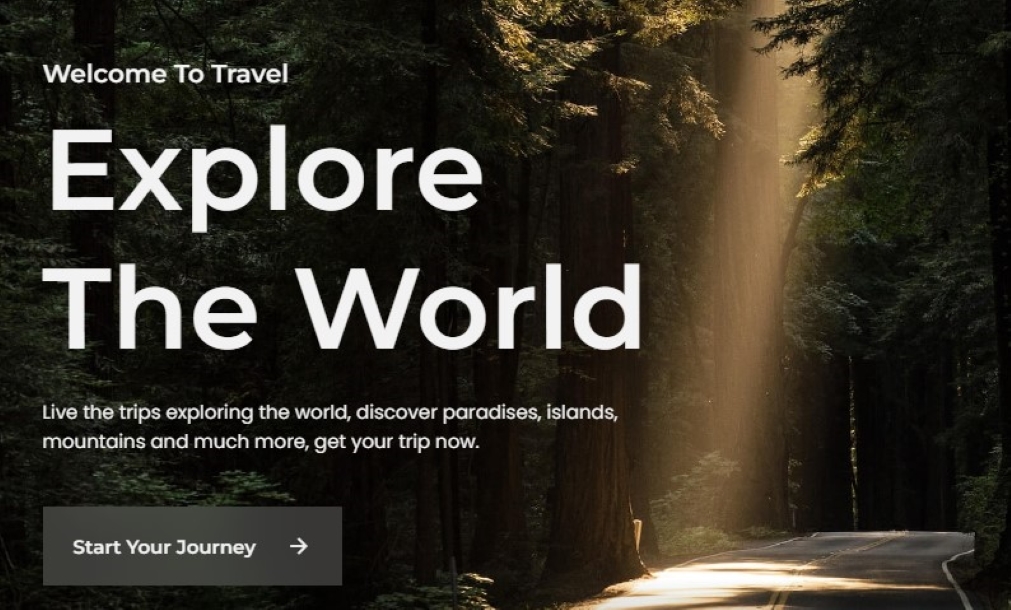 Welcome To Travel
Explore
The World
Live the trips exploring the world, discover paradises, islands,
mountains and much more, get your trip now.
Start Your Journey →